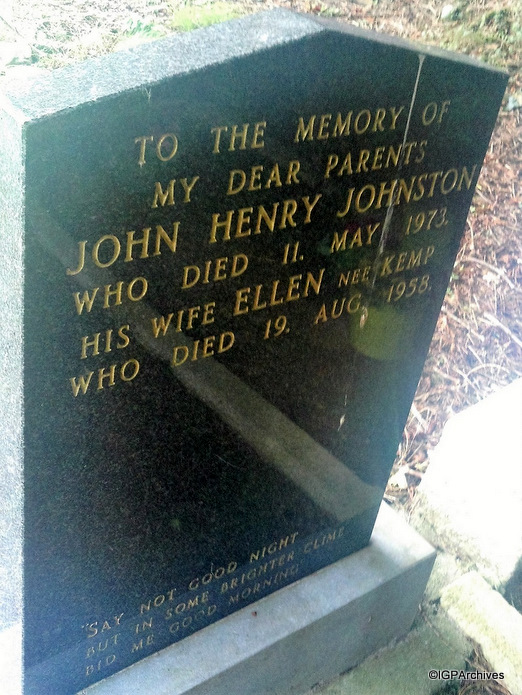 TO THE MEMORY OF
MY DEAR PARENTS
JOHN HENRY JOHNSTON
WHO DIED 11. MAY 1973.
HIS WIFE ELLEN NEE KEMP
WHO DIED 19. AUG. 1958.
"SAY NOT GOOD NIGHT
BUT IN SOME BRIGHTER CLIME
BID ME GOOD MORNING
©IGPArchives